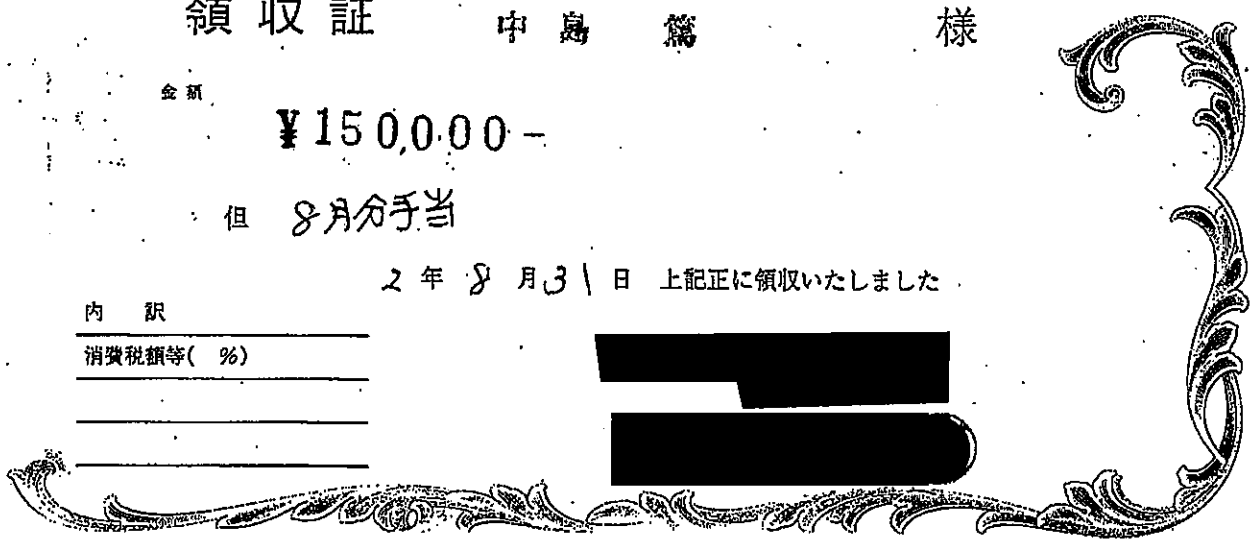 領収証 中島 篤 様
金額
¥150,000-
但 8月分手当
2年8月31日 上記正に領収いたしました
内 訳
消費税額等( %)